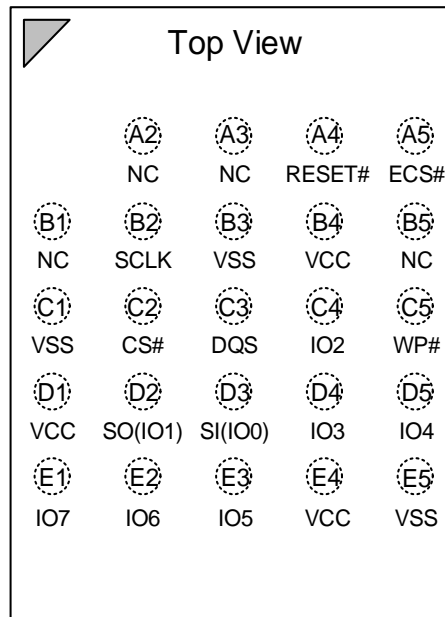 Top View
A2 A3 A4 A5
NC NC RESET# ECS#
B1 B2 B3 B4 B5
NC SCLK VSS VCC NC
C1 C2 C3 C4 C5
VSS CS# DQS IO2 WP#
D1 D2 D3 D4 D5
VCC SO(IO1) SI(IO0) IO3 IO4
E1 E2 E3 E4 E5
IO7 IO6 IO5 VCC VSS